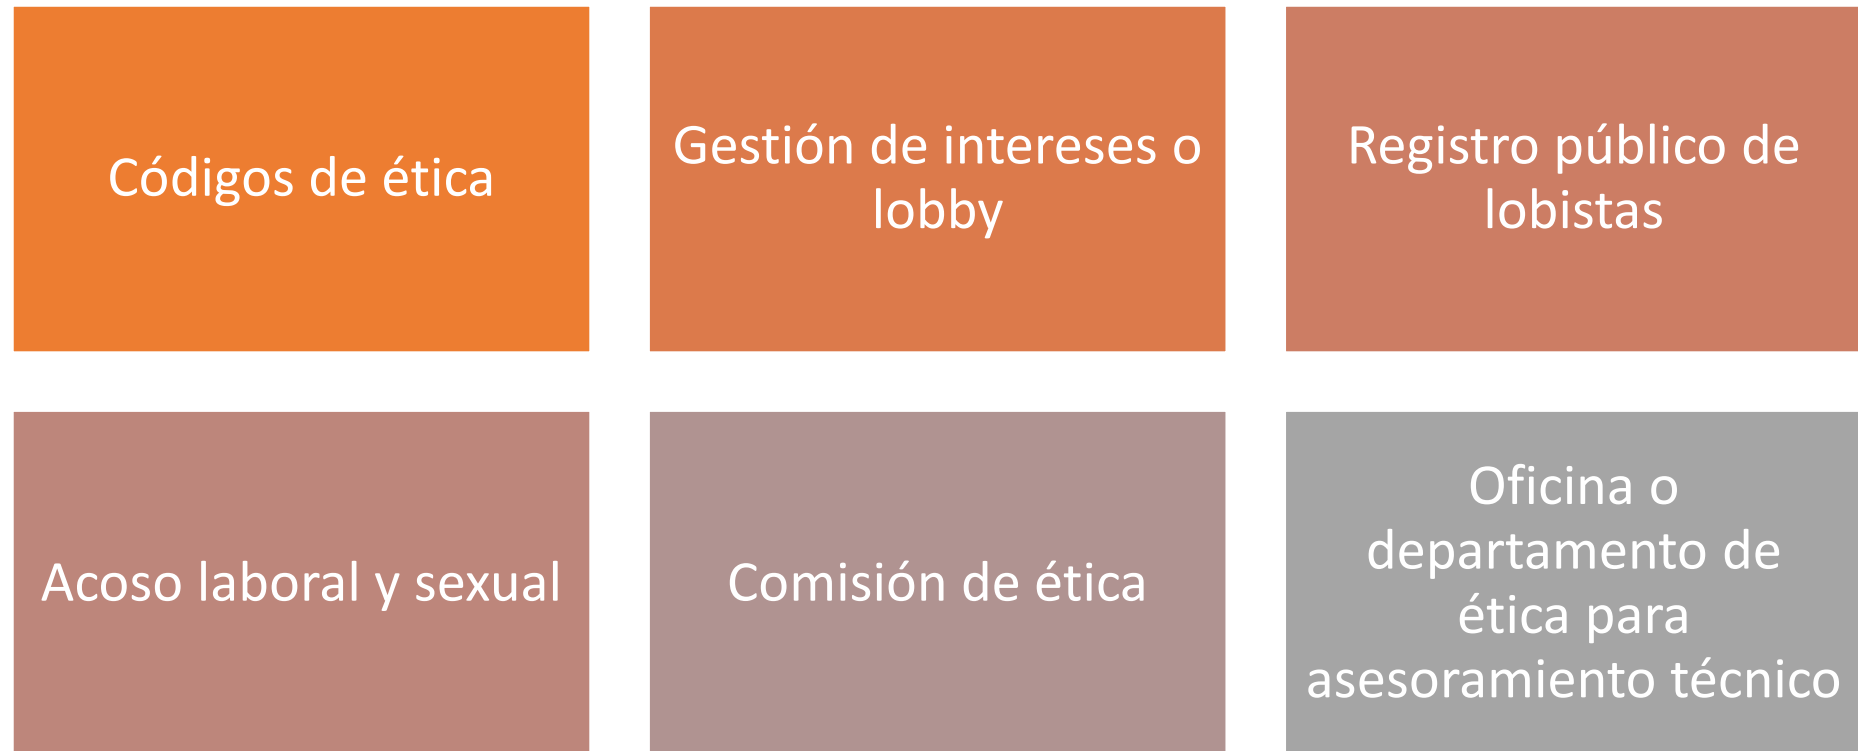 Códigos de ética
Gestión de intereses o
lobby
Registro público de
lobistas
Acoso laboral y sexual
Comisión de ética
Oficina o
departamento de
ética para
asesoramiento técnico